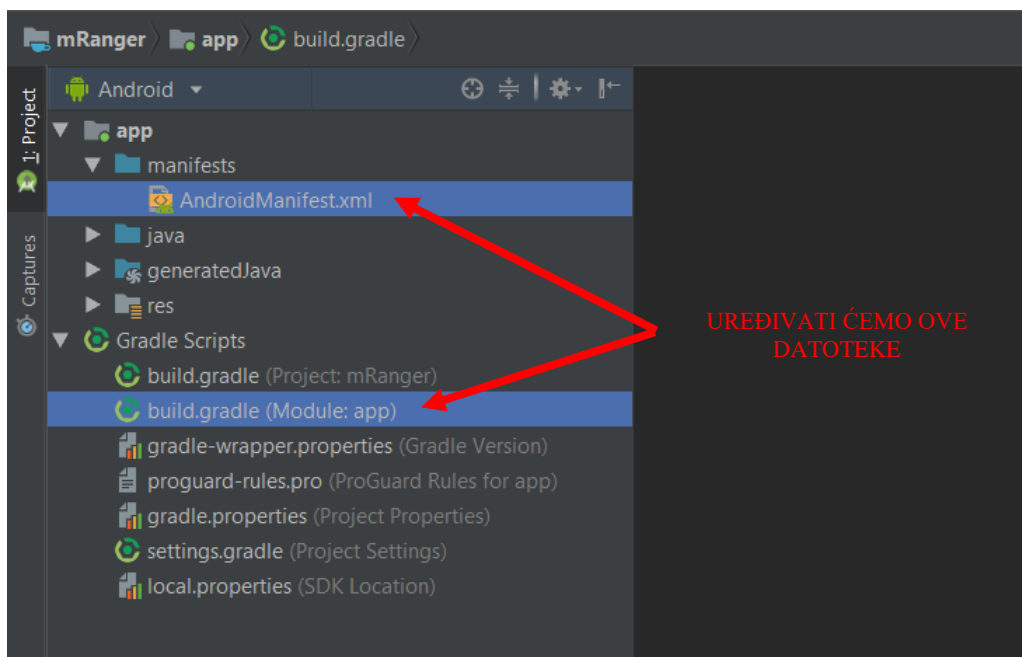 mRanger app build.gradle
1: Project
Captures
Android
app
manifests
AndroidManifest.xml
java
generatedJava
res
Gradle Scripts
build.gradle (Project: mRanger)
build.gradle (Module: app)
gradle-wrapper.properties (Gradle Version)
proguard-rules.pro (ProGuard Rules for app)
gradle.properties (Project Properties)
settings.gradle (Project Settings)
local.properties (SDK Location)
UREĐIVATI ĆEMO OVE
DATOTEKE